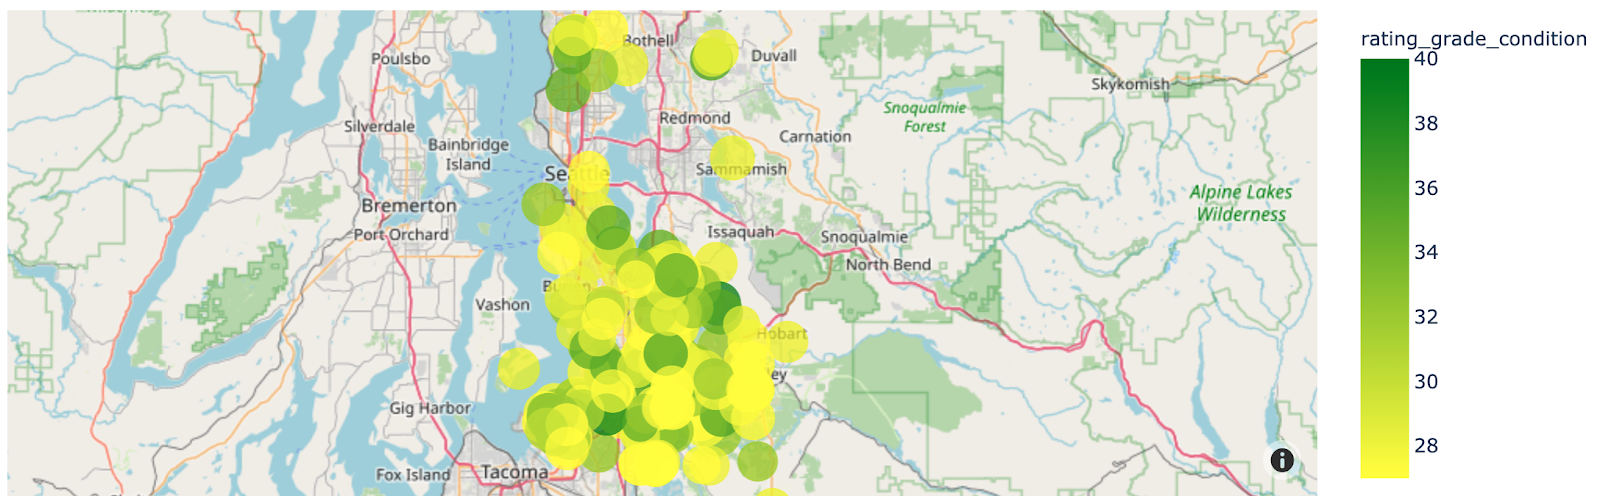 Wilderness
Poulsbo
Bothell
Duvall
Skykomish
Silverdale
Redmond
Snoqualmie
Forest
Carnation
Bainbridge
Island
Seattle
Sammamish
Alpine Lakes
Wilderness
Bremerton
Port Orchard
Issaquah
Snoqualmie
North Bend
Vashon
Hobart
ley
Gig Harbor
Fox Island
Tacoma
i
rating_grade_condition
40
38
36
34
32
30
28